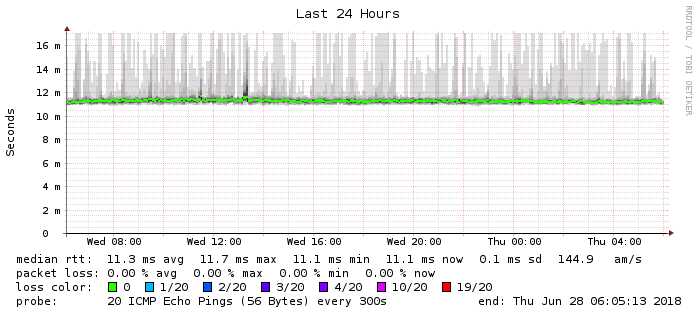 Last 24 Hours
RRDTOOL / TOBI OETIKER
Seconds
16 m
14 m
12 m
10 m
8 m
6 m
4 m
2 m
0
Wed 08:00 Wed 12:00 Wed 16:00 Wed 20:00 Thu 00:00 Thu 04:00
median rtt: 11.3 ms avg 11.7 ms max 11.1 ms min 11.1 ms now 0.1 ms sd 144.9 am/s
packet loss: 0.00 % avg 0.00 % max 0.00 % min 0.00 % now
loss color: 0 1/20 2/20 3/20 4/20 10/20 19/20
probe: 20 ICMP Echo Pings (56 Bytes) every 300s end: Thu Jun 28 06:05:13 2018